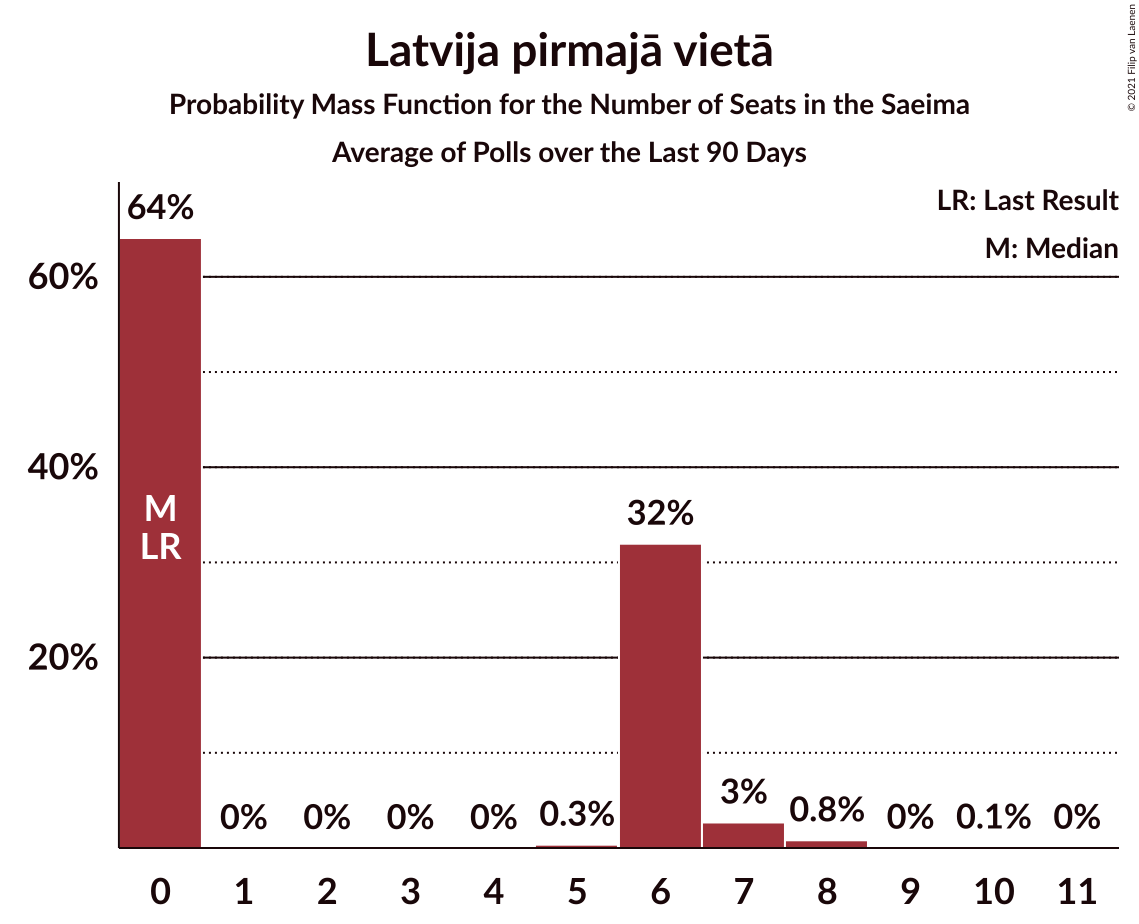 Latvija pirmajā vietā
Probability Mass Function for the Number of Seats in the Saeima
Average of Polls over the Last 90 Days
© 2021 Filip van Laenen
LR: Last Result
M: Median
64%
60%
40%
20%
M
LR
0% 0% 0% 0% 0.3% 32% 3% 0.8% 0% 0.1% 0%
0 1 2 3 4 5 6 7 8 9 10 11